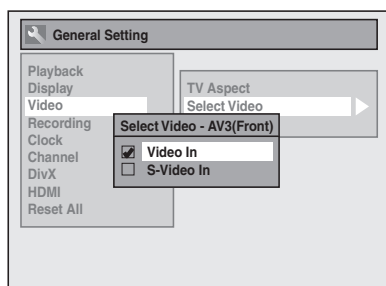 General Setting
Playback
Display
Video
Recording
Clock
Channel
DivX
HDMI
Reset All
TV Aspect
Select Video
Select Video - AV3(Front)
Video In
S-Video In